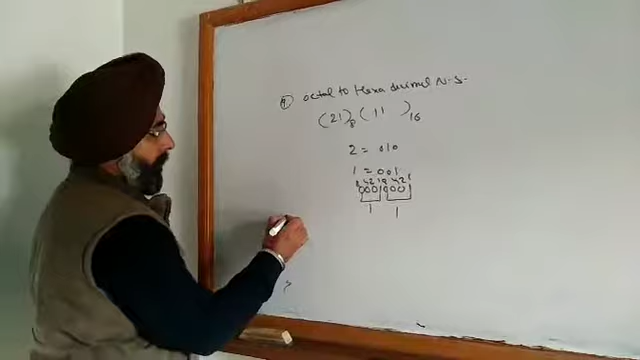 ④ octal to Hexa decimal N-S-
(21)8 (11 )16
2 = 010
1 = 001
8 4 2 1 8 4 2 1
0001 0001
1 1